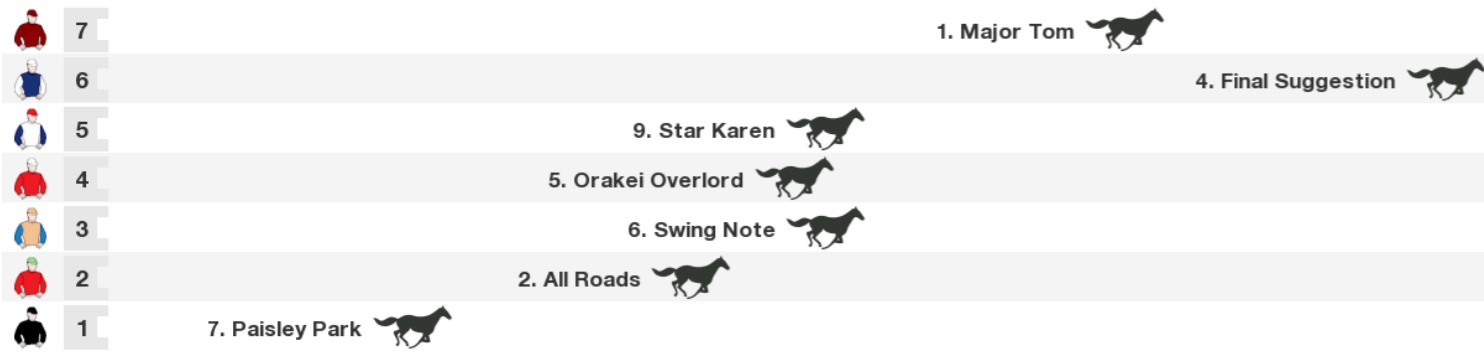 7 1. Major Tom
6 4. Final Suggestion
5 9. Star Karen
4 5. Orakei Overlord
3 6. Swing Note
2 2. All Roads
1 7. Paisley Park